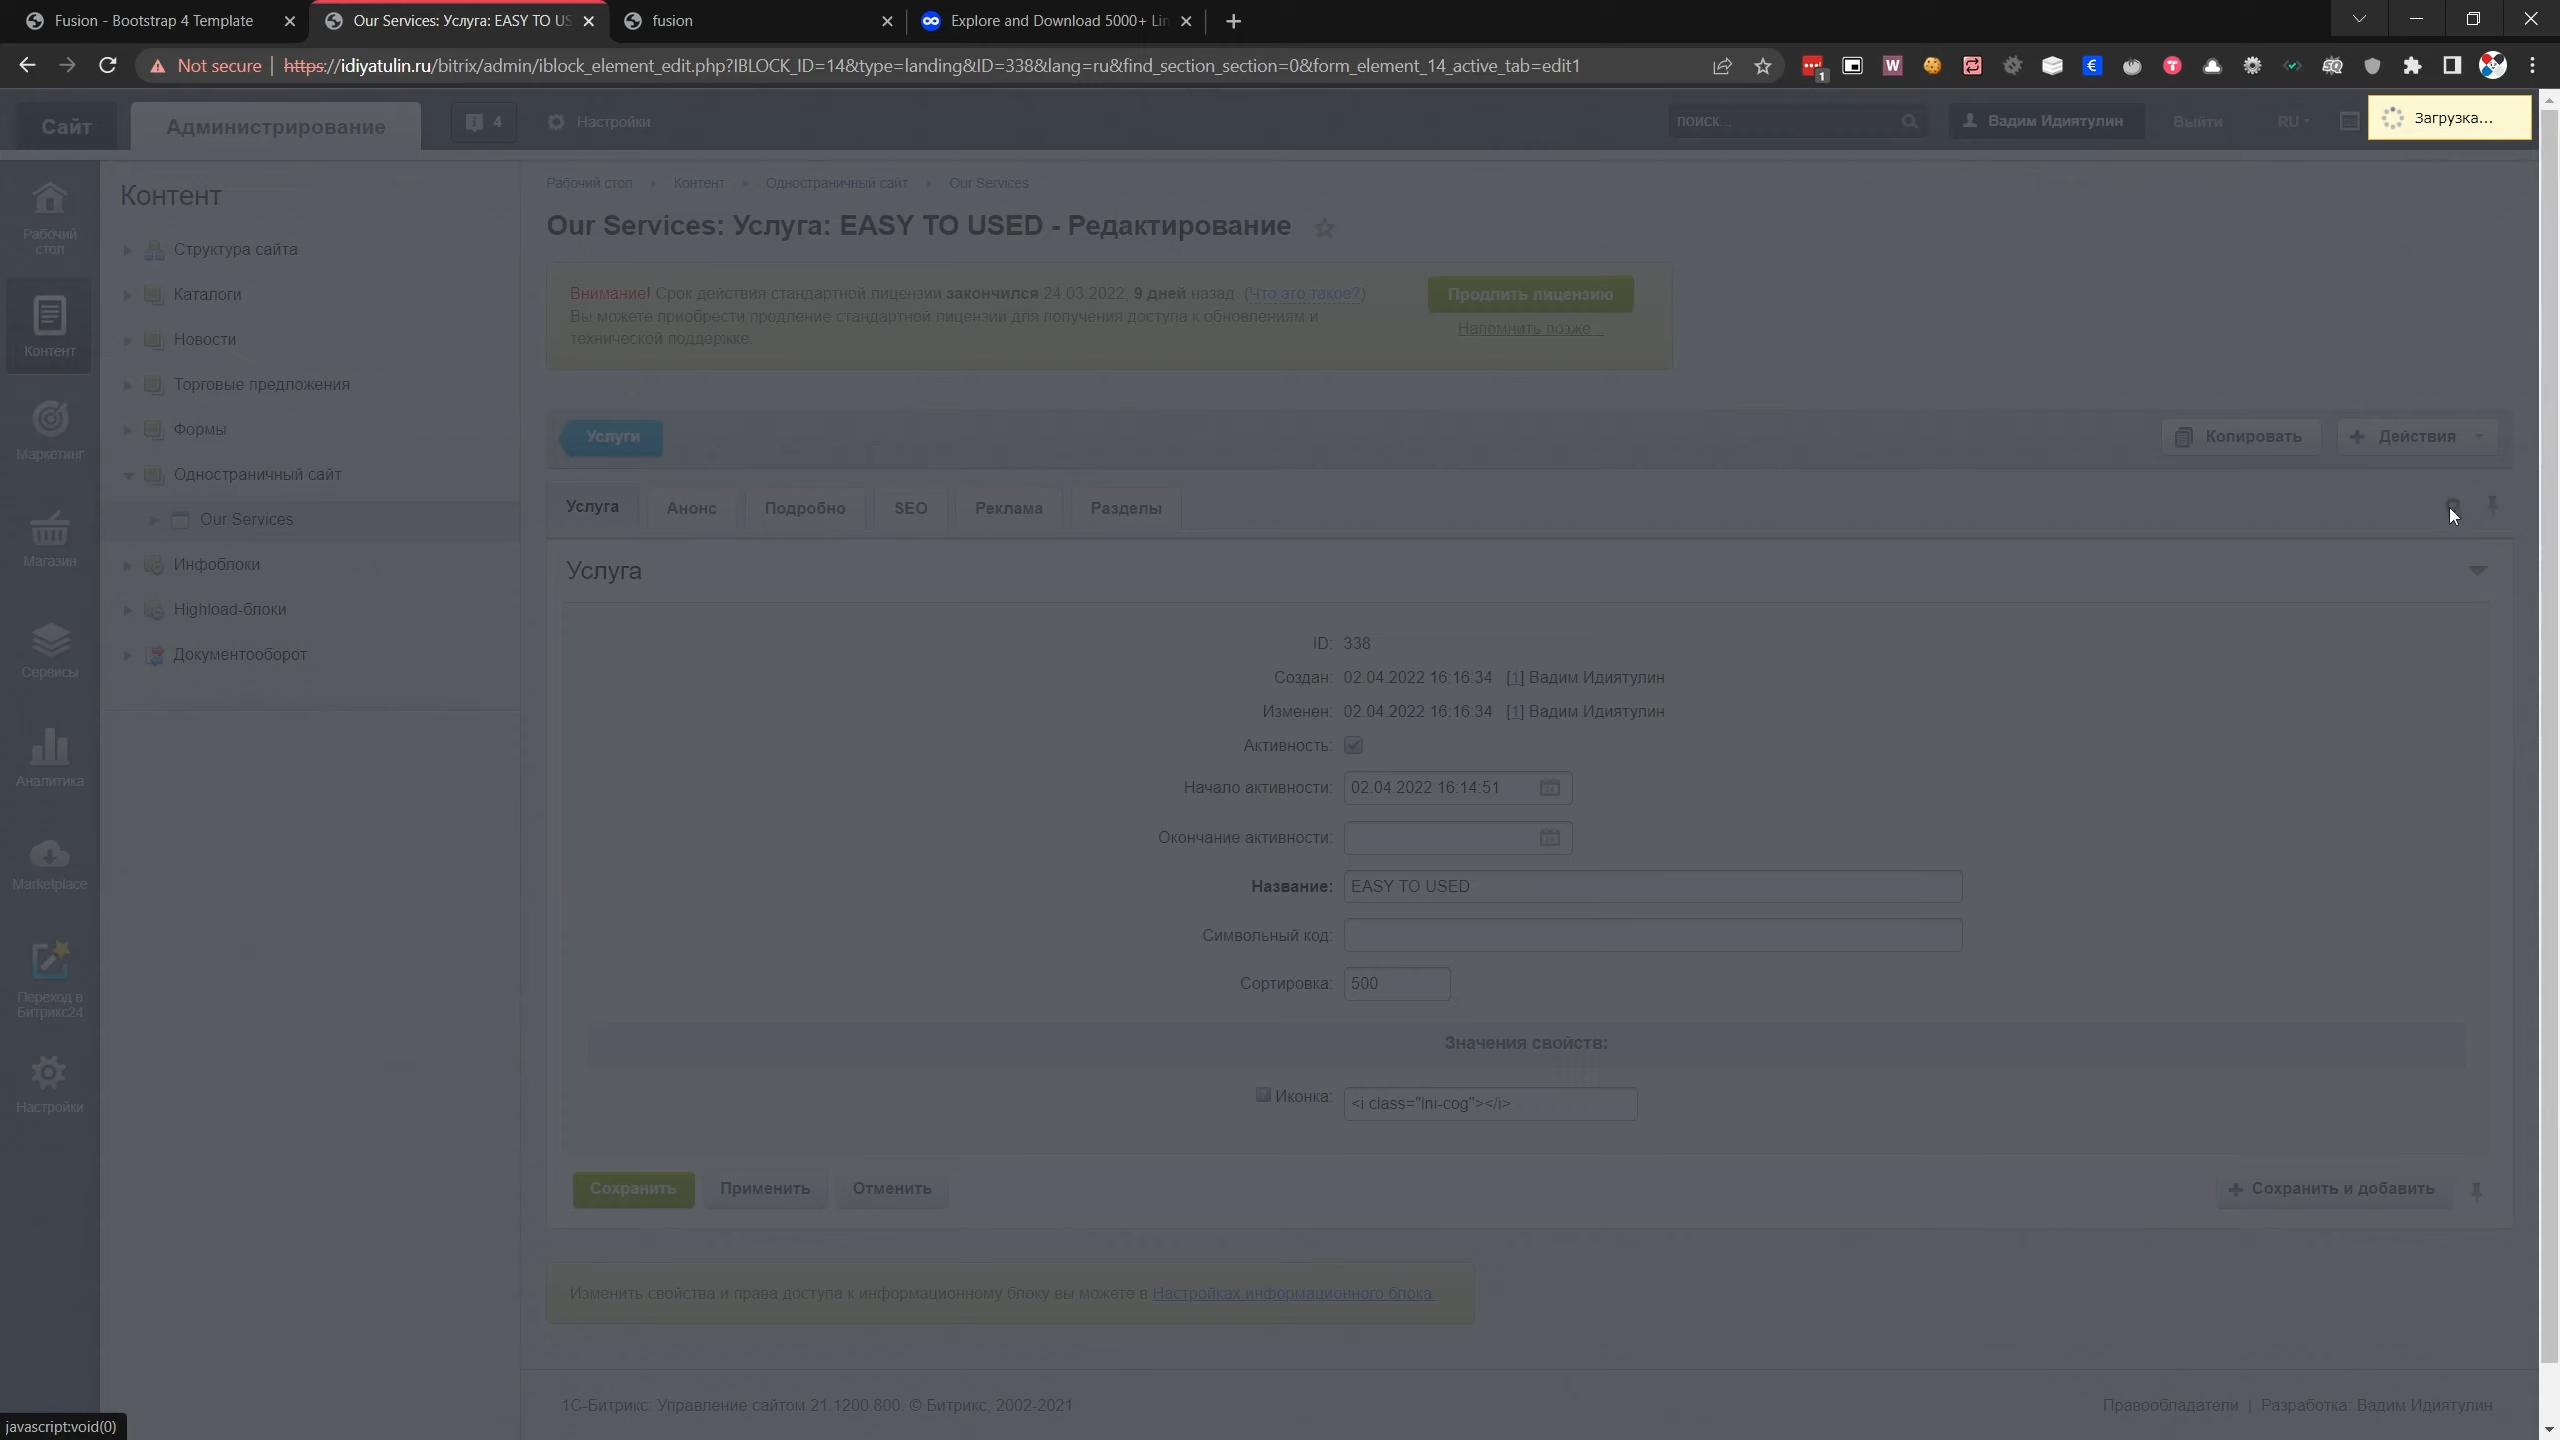 Fusion - Bootstrap 4 Template
Our Services: Услуга: EASY TO US
fusion
Explore and Download 5000+ Lin
Not secure
https://idiyatulin.ru/bitrix/admin/iblock_element_edit.php?IBLOCK_ID=14&type=landing&ID=338&lang=ru&find_section_section=0&form_element_14_active_tab=edit1
1
Сайт
Администрирование
4
Настройки
поиск...
Вадим Идиятулин
Выйти
RU
Загрузка...
Рабочий стол
Контент
Маркетинг
Магазин
Сервисы
Аналитика
Marketplace
Переход в Битрикс24
Настройки
Контент
Структура сайта
Каталоги
Новости
Торговые предложения
Формы
Одностраничный сайт
Our Services
Инфоблоки
Highload-блоки
Документооборот
Рабочий стол
Контент
Одностраничный сайт
Our Services
Our Services: Услуга: EASY TO USED - Редактирование
Внимание! Срок действия стандартной лицензии закончился 24.03.2022, 9 дней назад. (Что это такое?)
Вы можете приобрести продление стандартной лицензии для получения доступа к обновлениям и
технической поддержке.
Продлить лицензию
Напомнить позже...
Услуги
Копировать
Действия
Услуга
Анонс
Подробно
SEO
Реклама
Разделы
Услуга
ID: 338
Создан: 02.04.2022 16:16:34 [1] Вадим Идиятулин
Изменен: 02.04.2022 16:16:34 [1] Вадим Идиятулин
Активность:
Начало активности: 02.04.2022 16:14:51
Окончание активности:
Название: EASY TO USED
Символьный код:
Сортировка: 500
Значения свойств:
Иконка: <i class="lni-cog"></i>
Сохранить
Применить
Отменить
Сохранить и добавить
Изменить свойства и права доступа к информационному блоку вы можете в Настройках информационного блока.
1С-Битрикс: Управление сайтом 21.1200.800. © Битрикс, 2002-2021
Правообладатели | Разработка: Вадим Идиятулин
javascript:void(0)